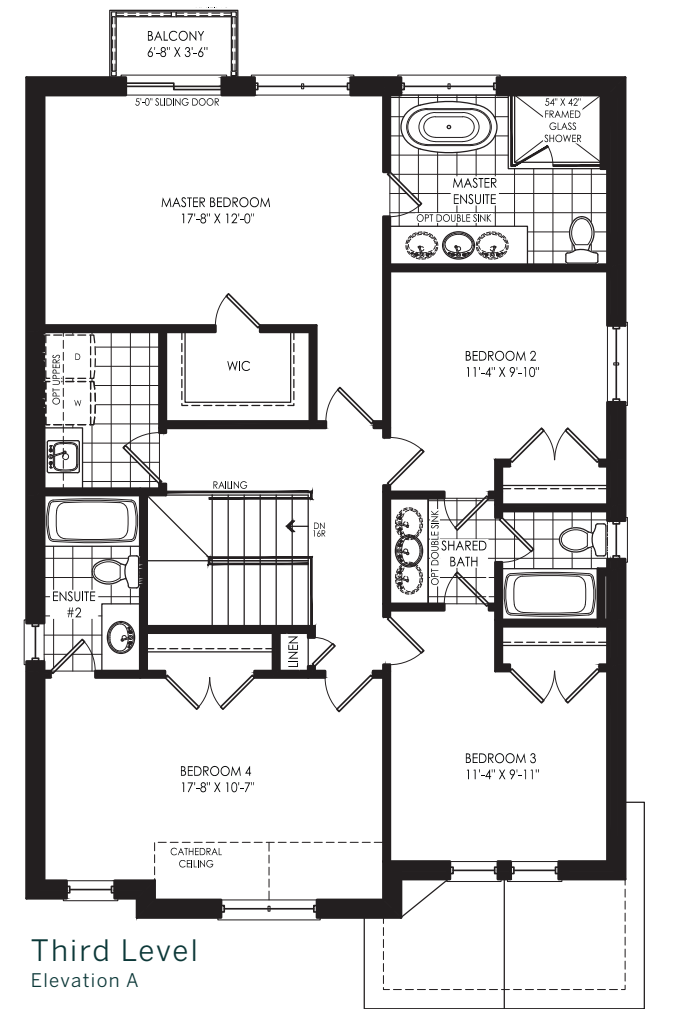 BALCONY
6'-8" X 3'-6"
5'-0" SLIDING DOOR
54" X 42"
FRAMED
GLASS
SHOWER
MASTER BEDROOM
17'-8" X 12'-0"
MASTER
ENSUITE
OPT DOUBLE SINK
OPT UPPERS
D
W
WIC
BEDROOM 2
11'-4" X 9'-10"
RAILING
DN
16R
OPT DOUBLE SINK
SHARED
BATH
ENSUITE
#2
LINEN
BEDROOM 4
17'-8" X 10'-7"
BEDROOM 3
11'-4" X 9'-11"
CATHEDRAL
CEILING
Third Level
Elevation A